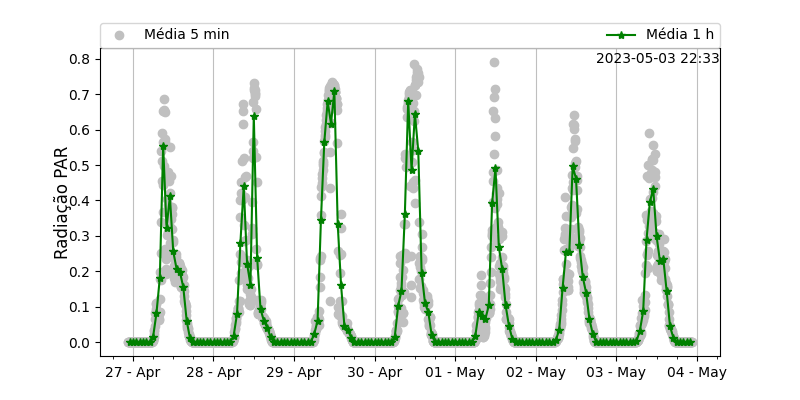 Média 5 min
Média 1 h
2023-05-03 22:33
Radiação PAR
0.8
0.7
0.6
0.5
0.4
0.3
0.2
0.1
0.0
27 - Apr
28 - Apr
29 - Apr
30 - Apr
01 - May
02 - May
03 - May
04 - May